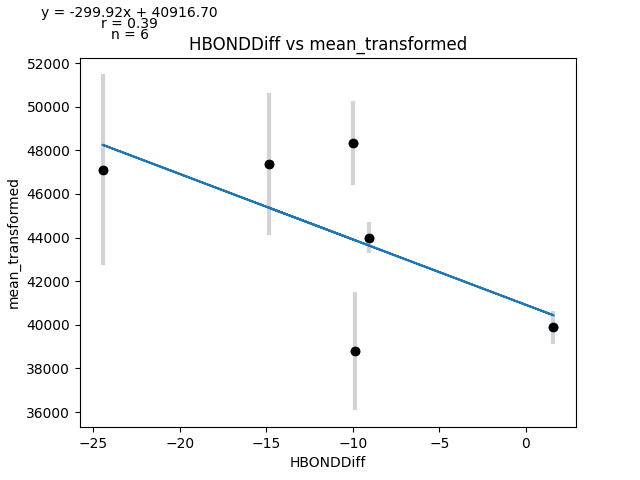 y = -299.92x + 40916.70
r = 0.39
n = 6
HBONDDiff vs mean_transformed
52000
50000
48000
46000
44000
42000
40000
38000
36000
mean_transformed
−25
−20
−15
−10
−5
0
HBONDDiff